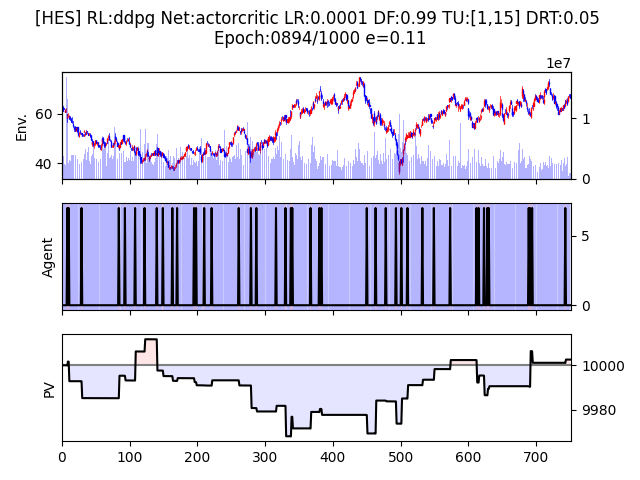 [HES] RL:ddpg Net:actorcritic LR:0.0001 DF:0.99 TU:[1,15] DRT:0.05
Epoch:0894/1000 e=0.11
1e7
Env.
60
40
1
0
Agent
5
0
PV
10000
9980
0 100 200 300 400 500 600 700